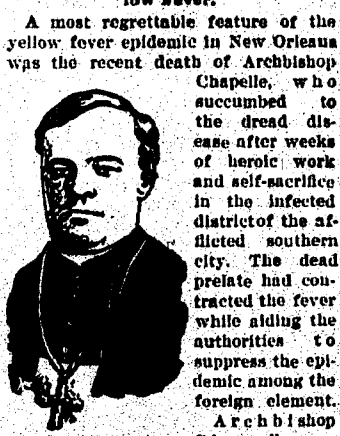 A most regrettable feature of the
yellow fever epidemic in New Orleans
was the recent death of Archbishop
Chapelle, who
succumbed to
the dread dis-
ease after weeks
of heroic work
and self-sacrifice
in the infected
district of the af-
flicted southern
city. The dead
prelate had con-
tracted the fever
while aiding the
authorities to
suppress the epi-
demic among the
foreign element.
Archbishop